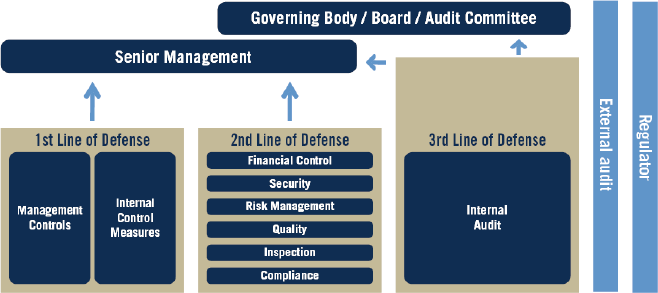 Governing Body / Board / Audit Committee
Senior Management
1st Line of Defense
Management
Controls
Internal
Control
Measures
2nd Line of Defense
Financial Control
Security
Risk Management
Quality
Inspection
Compliance
3rd Line of Defense
Internal
Audit
External audit
Regulator